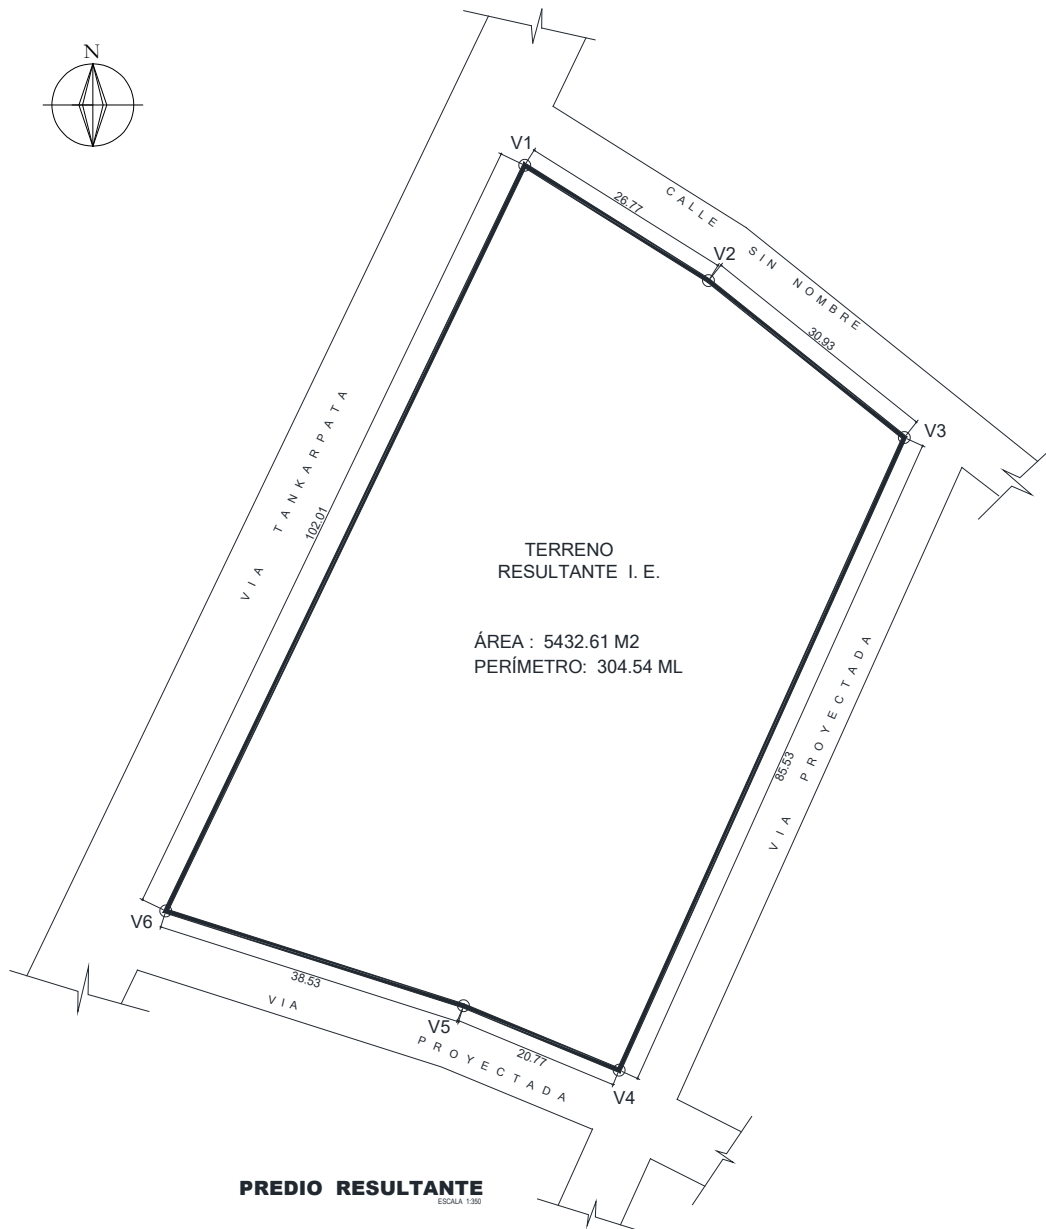 N
V1
26.77
CALLE SIN NOMBRE
V2
30.93
V3
VIA TANKARPATA
102.01
TERRENO
RESULTANTE I. E.
ÁREA : 5432.61 M2
PERÍMETRO: 304.54 ML
VIA PROYECTADA
85.53
V6
38.53
VIA PROYECTADA
V5
20.77
V4
PREDIO RESULTANTE
ESCALA 1:350